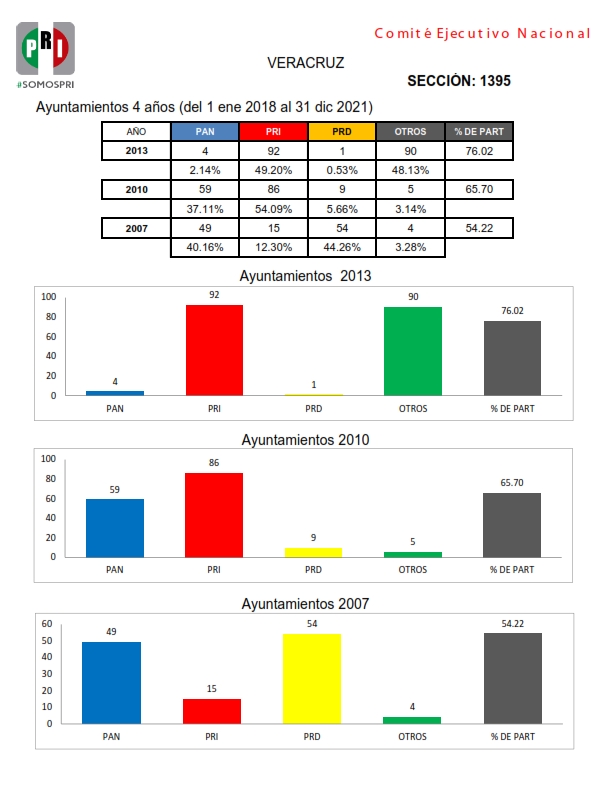 PRI
#SOMOSPRI
Comité Ejecutivo Nacional
VERACRUZ
SECCIÓN: 1395
Ayuntamientos 4 años (del 1 ene 2018 al 31 dic 2021)
AÑO PAN PRI PRD OTROS % DE PART
2013 4 92 1 90 76.02
2.14% 49.20% 0.53% 48.13%
2010 59 86 9 5 65.70
37.11% 54.09% 5.66% 3.14%
2007 49 15 54 4 54.22
40.16% 12.30% 44.26% 3.28%
Ayuntamientos 2013
100
80
60
40
20
0
4 92 1 90 76.02
PAN PRI PRD OTROS % DE PART
Ayuntamientos 2010
100
80
60
40
20
0
59 86 9 5 65.70
PAN PRI PRD OTROS % DE PART
Ayuntamientos 2007
60
50
40
30
20
10
0
49 15 54 4 54.22
PAN PRI PRD OTROS % DE PART